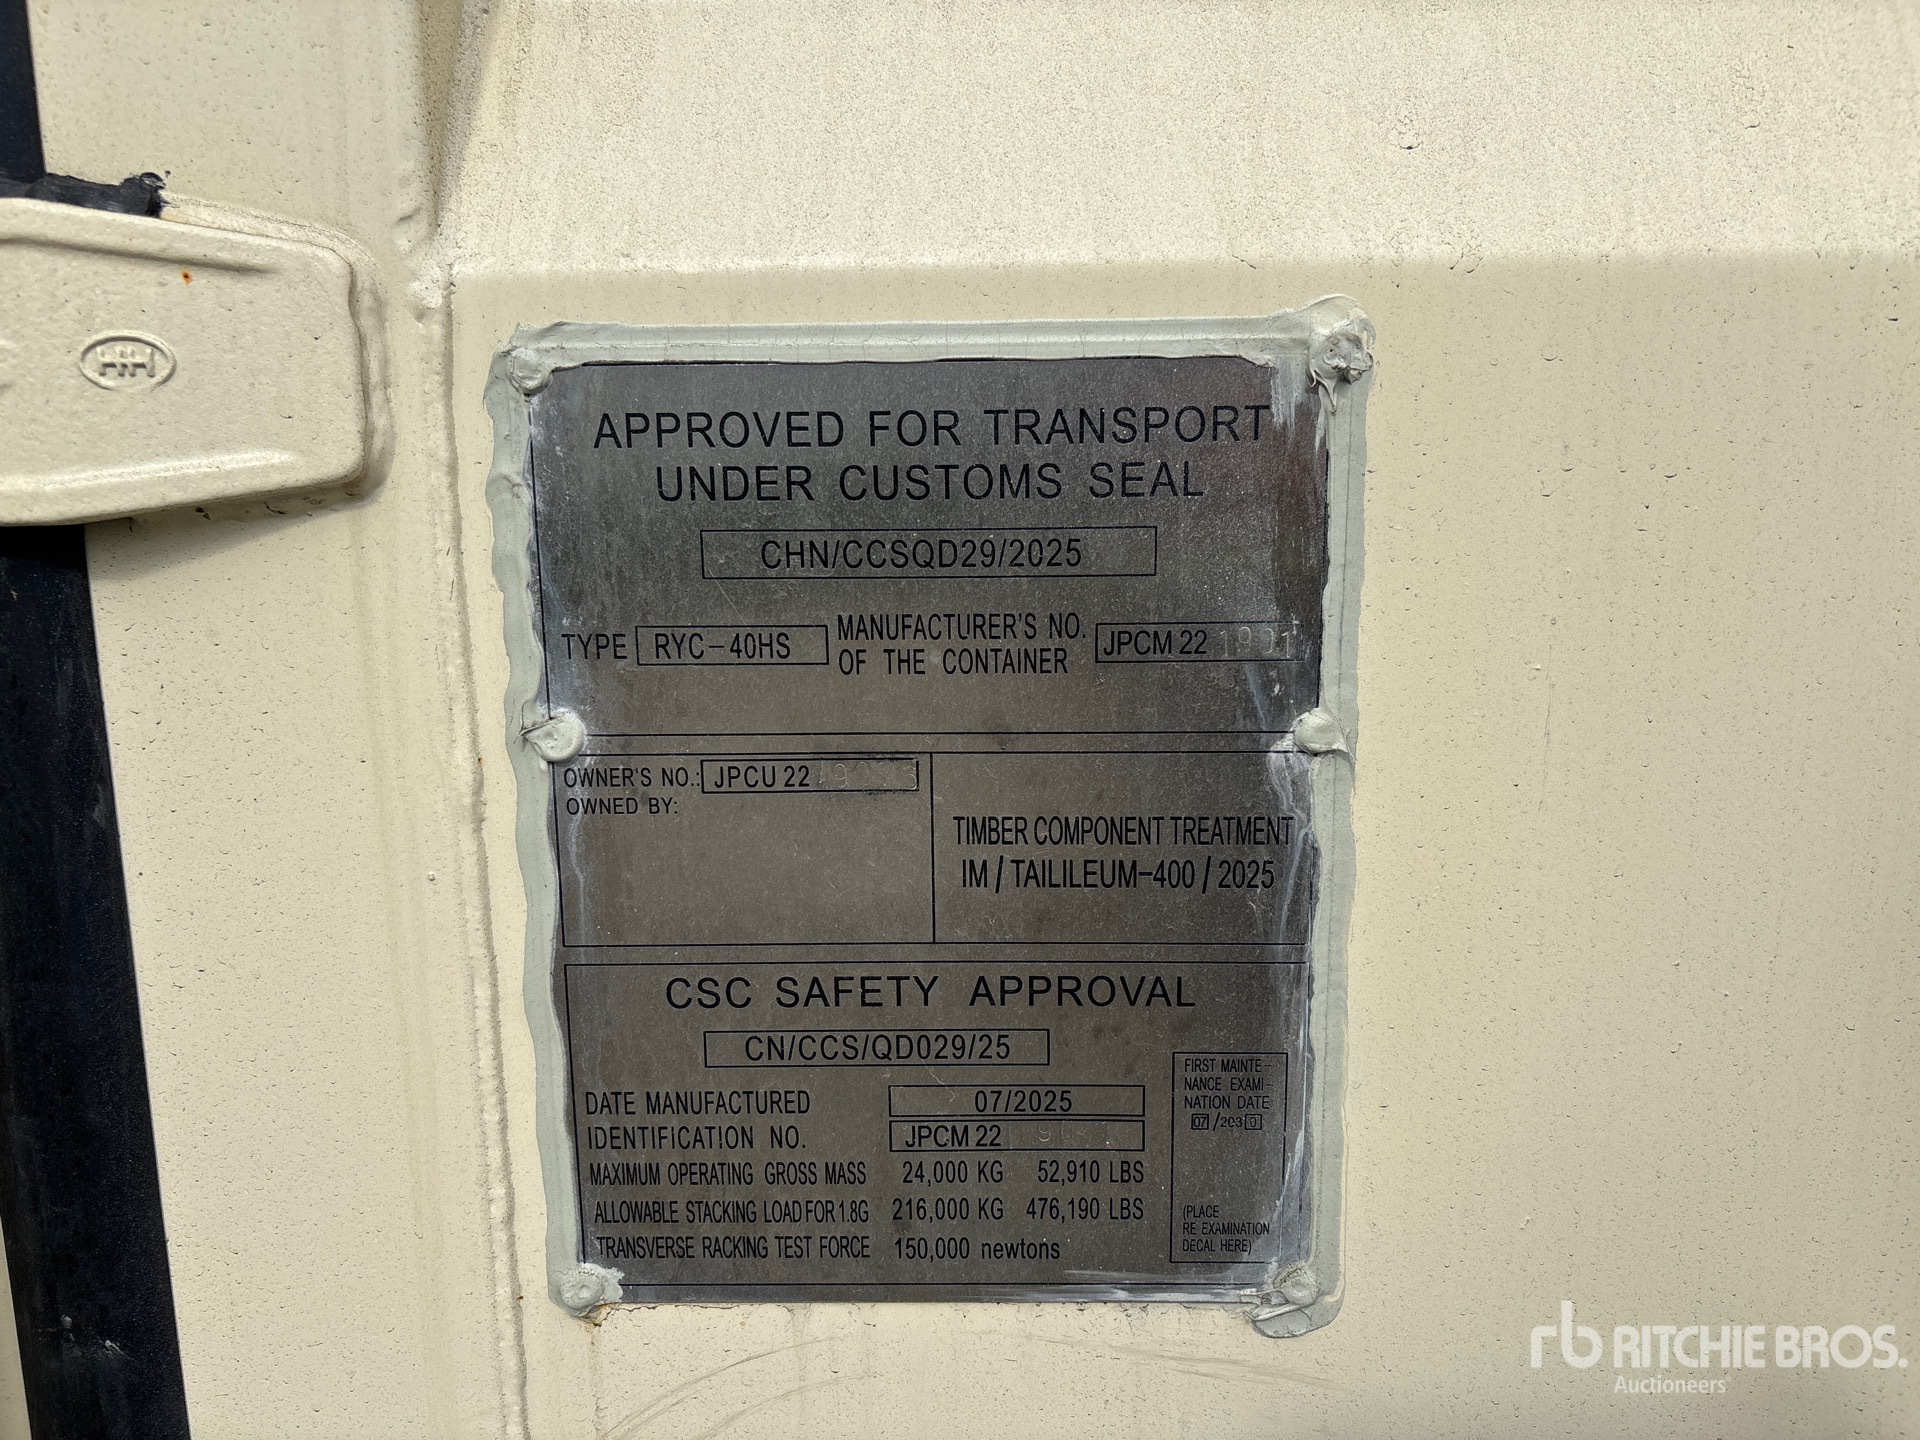 APPROVED FOR TRANSPORT
UNDER CUSTOMS SEAL
CHN/CCSQD29/2025
TYPE RYC-40HS MANUFACTURER'S NO. OF THE CONTAINER JPCM 22
OWNER'S NO.: JPCU 22
OWNED BY:
TIMBER COMPONENT TREATMENT
IM / TAILILEUM-400 / 2025
CSC SAFETY APPROVAL
CN/CCS/QD029/25
DATE MANUFACTURED 07/2025
IDENTIFICATION NO. JPCM 22
MAXIMUM OPERATING GROSS MASS 24,000 KG 52,910 LBS
ALLOWABLE STACKING LOAD FOR 1.8G 216,000 KG 476,190 LBS
TRANSVERSE RACKING TEST FORCE 150,000 newtons
FIRST MAINTE-
NANCE EXAMI-
NATION DATE
07/2030
(PLACE
RE EXAMINATION
DECAL HERE)
rb RITCHIE BROS.
Auctioneers